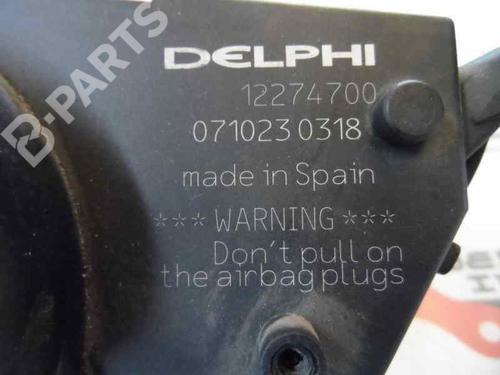 DELPHI
12274700
071023 0318
made in Spain
*** WARNING ***
Don't pull on
the airbag plugs
B-PARTS